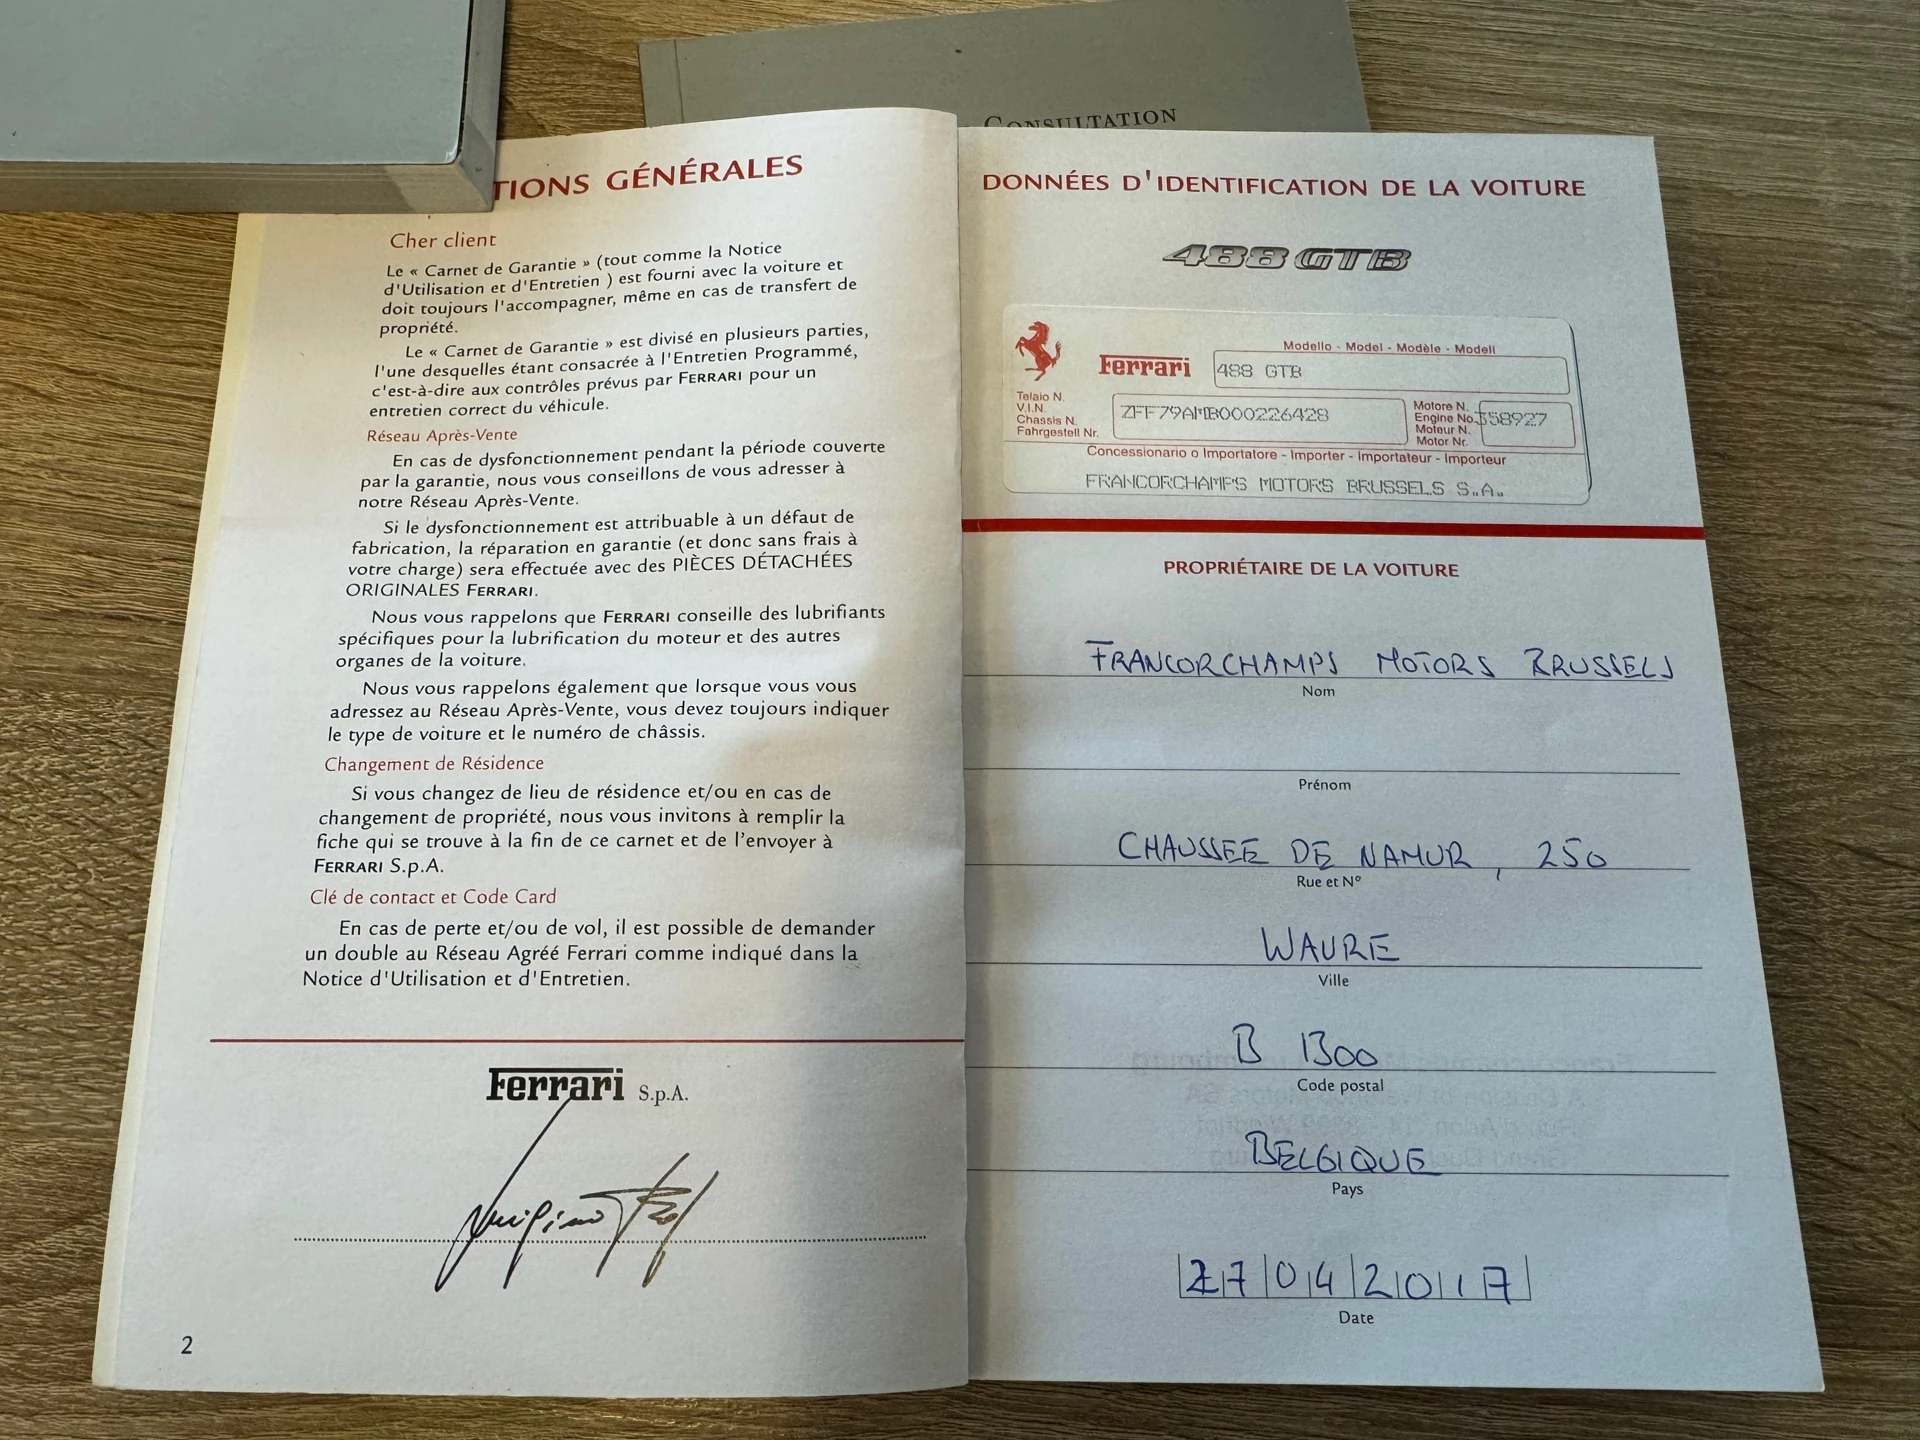 CONSULTATION
TIONS GÉNÉRALES
Cher client
Le « Carnet de Garantie » (tout comme la Notice
d'Utilisation et d'Entretien ) est fourni avec la voiture et
doit toujours l'accompagner, même en cas de transfert de
propriété.
Le « Carnet de Garantie » est divisé en plusieurs parties,
l'une desquelles étant consacrée à l'Entretien Programmé,
c'est-à-dire aux contrôles prévus par FERRARI pour un
entretien correct du véhicule.
Réseau Après-Vente
En cas de dysfonctionnement pendant la période couverte
par la garantie, nous vous conseillons de vous adresser à
notre Réseau Après-Vente.
Si le dysfonctionnement est attribuable à un défaut de
fabrication, la réparation en garantie (et donc sans frais à
votre charge) sera effectuée avec des PIÈCES DÉTACHÉES
ORIGINALES FERRARI.
Nous vous rappelons que FERRARI conseille des lubrifiants
spécifiques pour la lubrification du moteur et des autres
organes de la voiture.
Nous vous rappelons également que lorsque vous vous
adressez au Réseau Après-Vente, vous devez toujours indiquer
le type de voiture et le numéro de châssis.
Changement de Résidence
Si vous changez de lieu de résidence et/ou en cas de
changement de propriété, nous vous invitons à remplir la
fiche qui se trouve à la fin de ce carnet et de l'envoyer à
FERRARI S.p.A.
Clé de contact et Code Card
En cas de perte et/ou de vol, il est possible de demander
un double au Réseau Agréé Ferrari comme indiqué dans la
Notice d'Utilisation et d'Entretien.
Ferrari S.p.A.
2
DONNÉES D'IDENTIFICATION DE LA VOITURE
488 GTB
Modello - Model - Modèle - Modell
Ferrari 488 GTB
Telaio N.
V.I.N.
Chassis N.
Fahrgestell Nr.
ZFF79AMB000226428
Motore N.
Engine No.
Moteur N.
Motor Nr.
358927
Concessionario o Importatore - Importer - Importateur - Importeur
FRANCORCHAMPS MOTORS BRUSSELS S.A.
PROPRIÉTAIRE DE LA VOITURE
FRANCORCHAMPS MOTORS BRUSSELS
Nom
Prénom
CHAUSSEE DE NAMUR, 250
Rue et N°
WAVRE
Ville
B 1300
Code postal
BELGIQUE
Pays
27 04 2017
Date